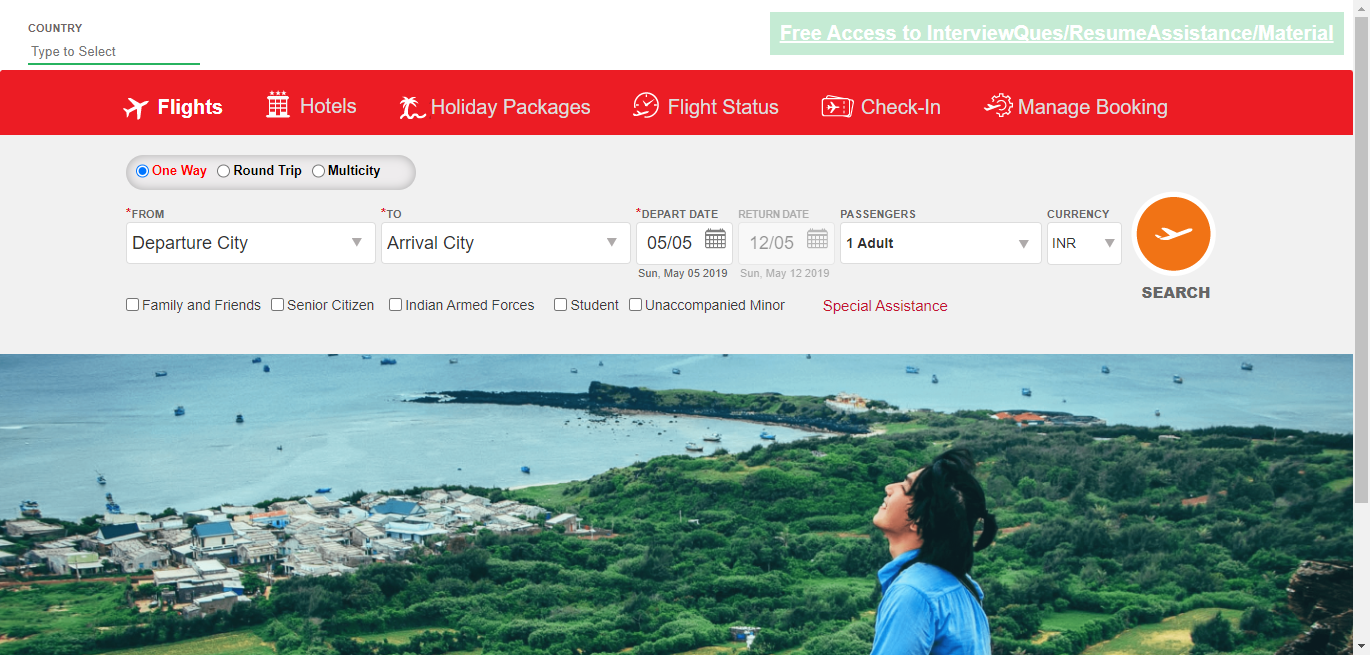 COUNTRY
Type to Select
Free Access to InterviewQues/ResumeAssistance/Material
Flights
Hotels
Holiday Packages
Flight Status
Check-In
Manage Booking
One Way
Round Trip
Multicity
*FROM
*TO
*DEPART DATE
RETURN DATE
PASSENGERS
CURRENCY
Departure City
Arrival City
05/05
12/05
1 Adult
INR
Sun, May 05 2019
Sun, May 12 2019
SEARCH
Family and Friends
Senior Citizen
Indian Armed Forces
Student
Unaccompanied Minor
Special Assistance